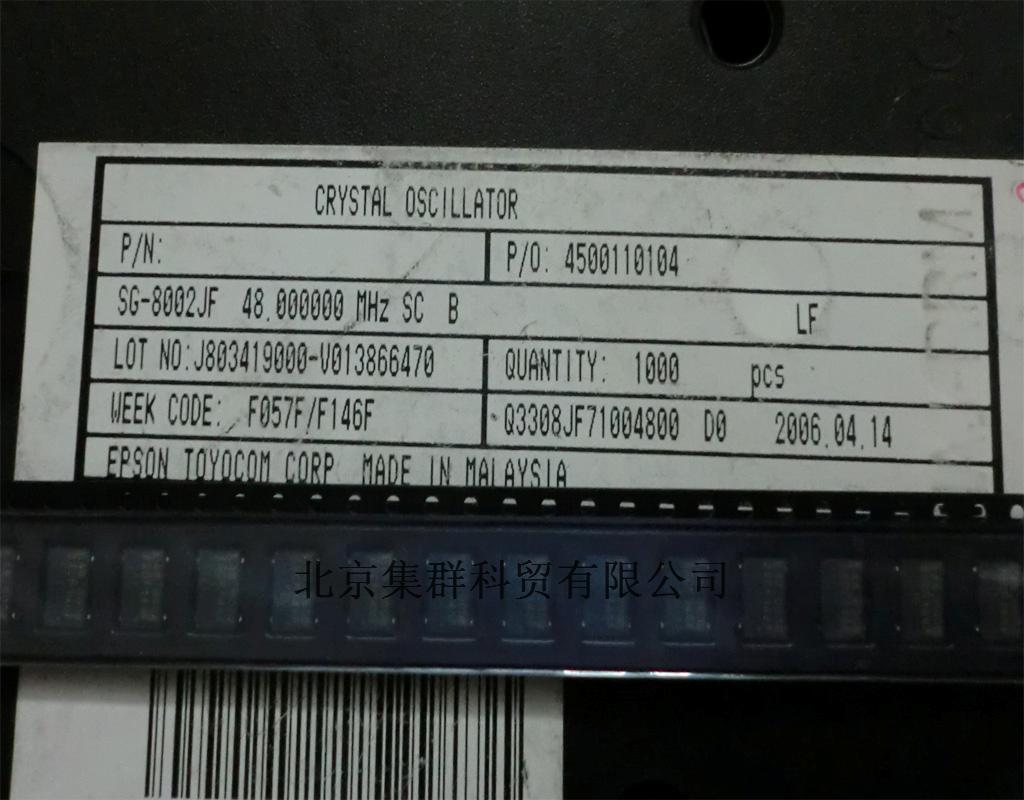 CRYSTAL OSCILLATOR
P/N: P/O: 4500110104
SG-8002JF 48.000000 MHz SC B LF
LOT NO:J803419000-V013866470 QUANTITY: 1000 pcs
WEEK CODE: F057F/F146F Q3308JF71004800 D0 2006.04.14
EPSON TOYOCOM CORP MADE IN MALAYSIA
北京集群科贸有限公司